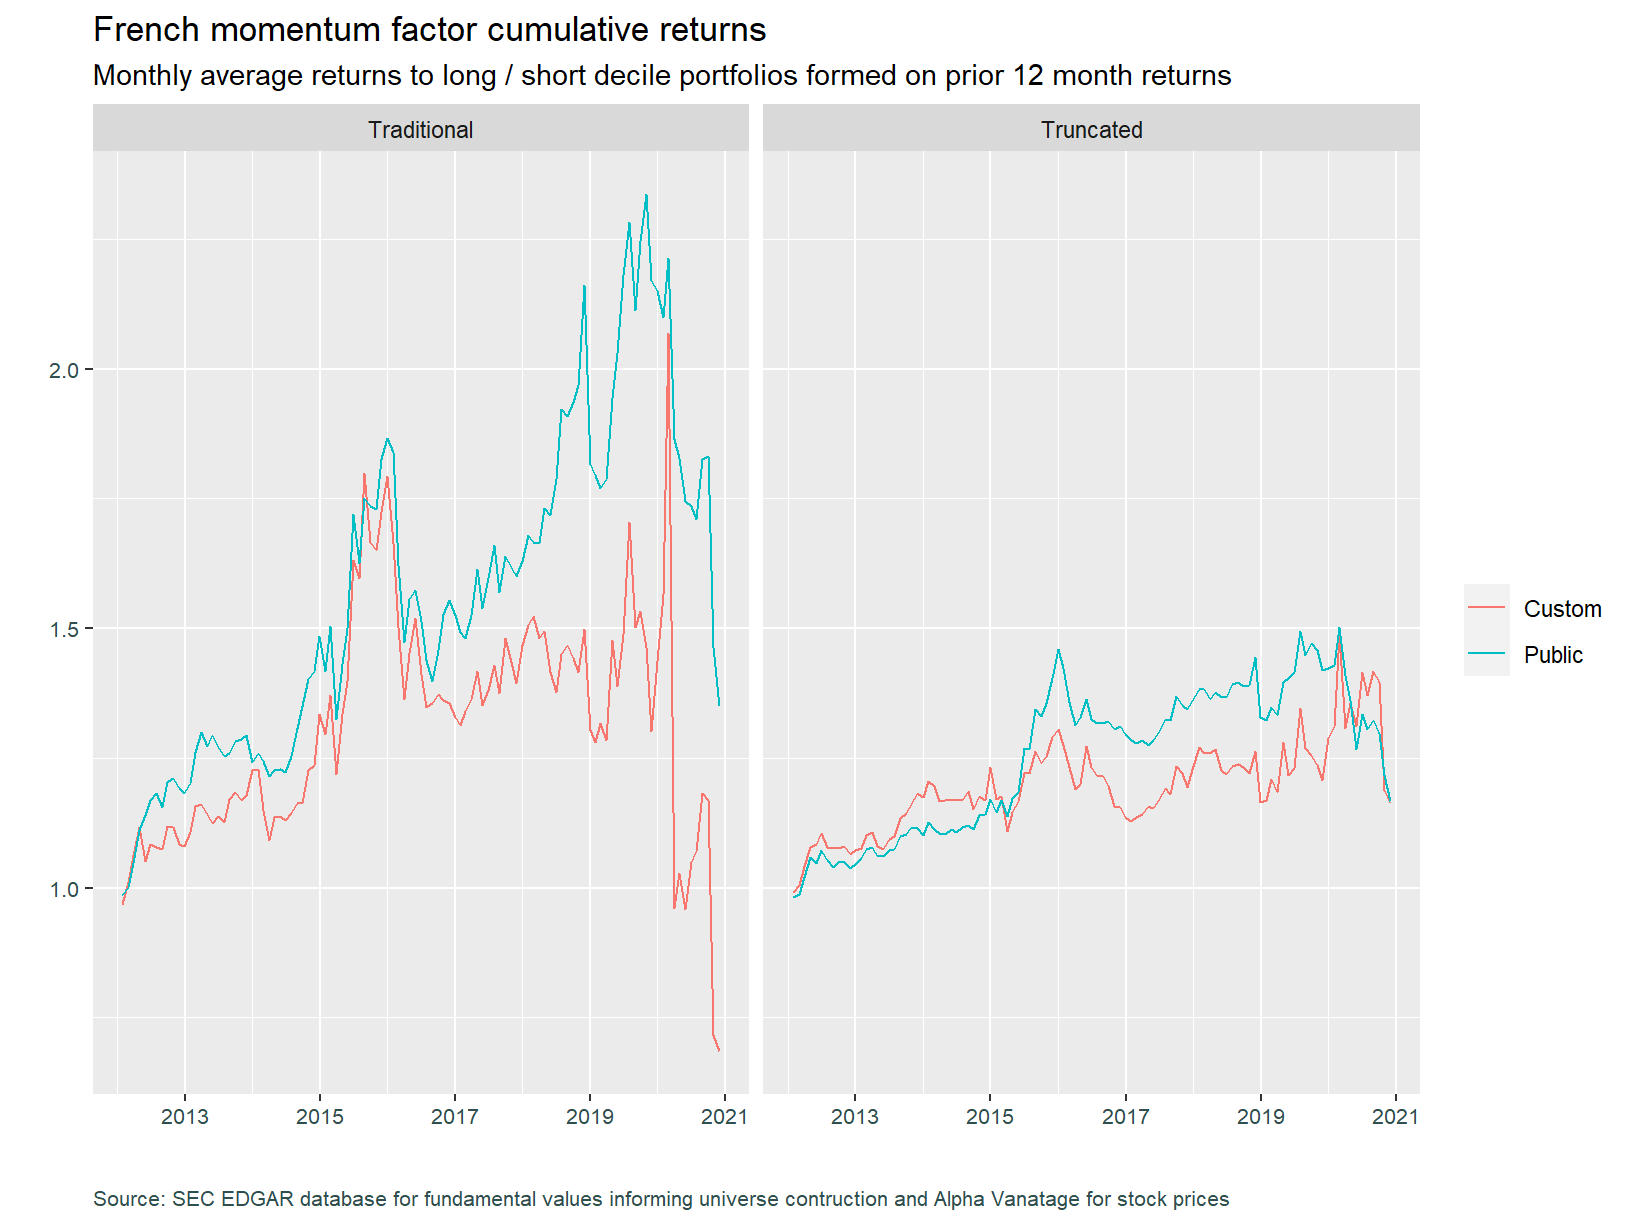 French momentum factor cumulative returns
Monthly average returns to long / short decile portfolios formed on prior 12 month returns
Traditional
Truncated
2.0
1.5
1.0
Custom
Public
2013 2015 2017 2019 2021
2013 2015 2017 2019 2021
Source: SEC EDGAR database for fundamental values informing universe contruction and Alpha Vanatage for stock prices